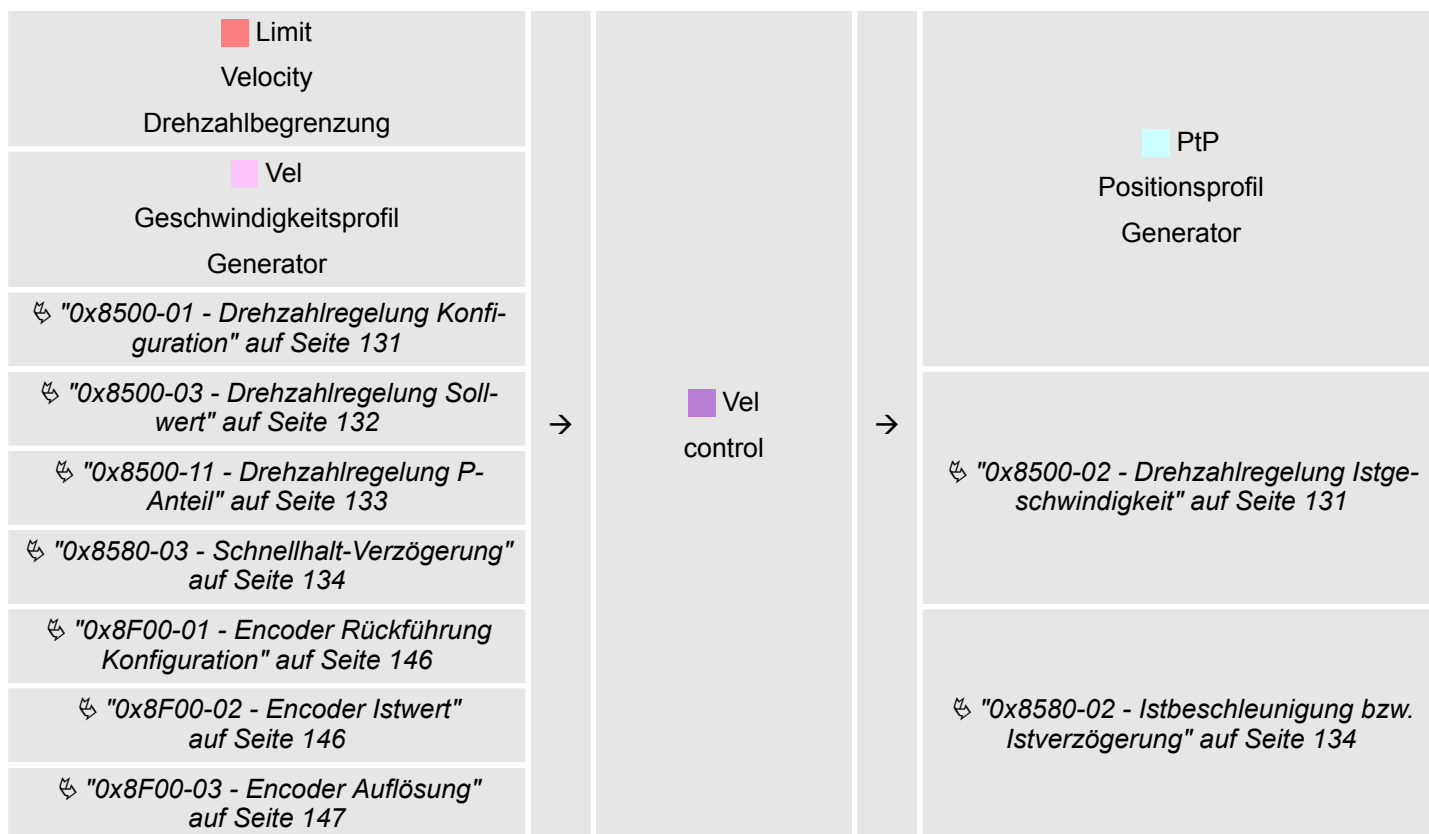 Limit
Velocity
Drehzahlbegrenzung
Vel
Geschwindigkeitsprofil
Generator
"0x8500-01 - Drehzahlregelung Konfi-
guration" auf Seite 131
"0x8500-03 - Drehzahlregelung Soll-
wert" auf Seite 132
"0x8500-11 - Drehzahlregelung P-
Anteil" auf Seite 133
"0x8580-03 - Schnellhalt-Verzögerung"
auf Seite 134
"0x8F00-01 - Encoder Rückführung
Konfiguration" auf Seite 146
"0x8F00-02 - Encoder Istwert"
auf Seite 146
"0x8F00-03 - Encoder Auflösung"
auf Seite 147
→
Vel
control
→
PtP
Positionsprofil
Generator
"0x8500-02 - Drehzahlregelung Istge-
schwindigkeit" auf Seite 131
"0x8580-02 - Istbeschleunigung bzw.
Istverzögerung" auf Seite 134